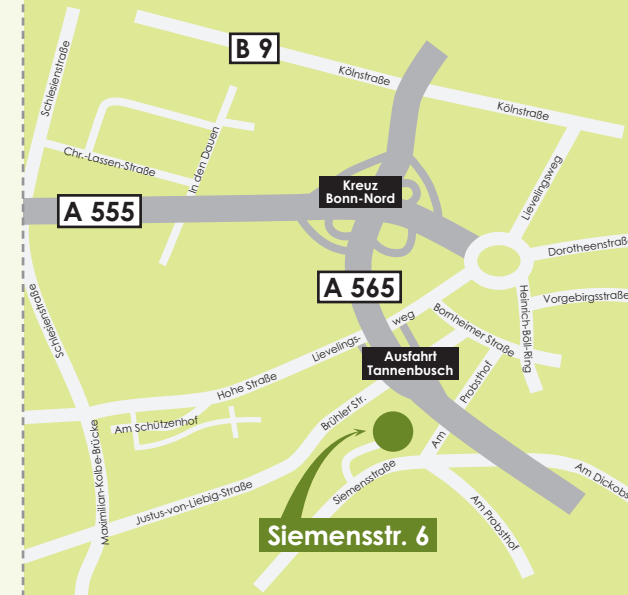 B 9
Kölnstraße
Kölnstraße
Schlesienstraße
Chr.-Lassen-Straße
In den Dauen
Lievelingsweg
Kreuz
Bonn-Nord
A 555
Dorotheenstraß
A 565
Vorgebirgsstraße
Heinrich-Böll-Ring
Schlesienstraße
Bornheimer Straße
Lievelings-
weg
Ausfahrt
Tannenbusch
Hohe Straße
Probsthof
Am
Brühler Str.
Am Schützenhof
Maximilian-Kolbe-Brücke
Siemensstraße
Am Dickobs
Justus-von-Liebig-Straße
Am Probsthof
Siemensstr. 6